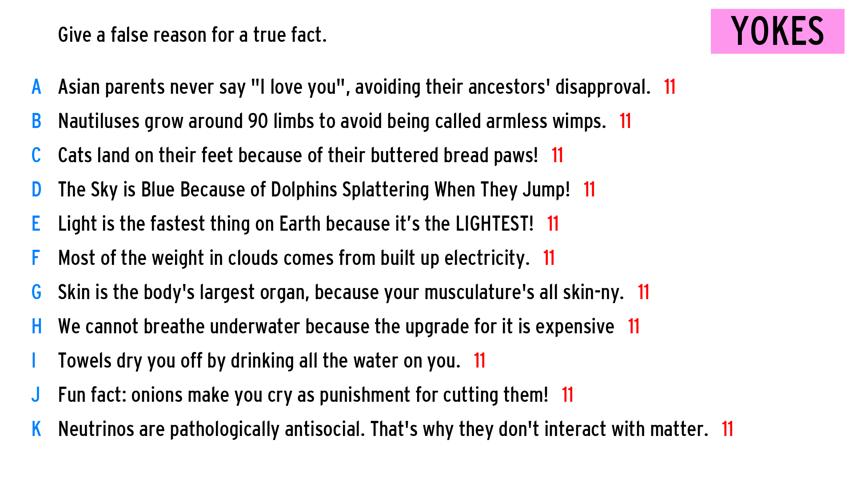 Give a false reason for a true fact.
YOKES
A Asian parents never say "I love you", avoiding their ancestors' disapproval. 11
B Nautiluses grow around 90 limbs to avoid being called armless wimps. 11
C Cats land on their feet because of their buttered bread paws! 11
D The Sky is Blue Because of Dolphins Splattering When They Jump! 11
E Light is the fastest thing on Earth because it’s the LIGHTEST! 11
F Most of the weight in clouds comes from built up electricity. 11
G Skin is the body's largest organ, because your musculature's all skin-ny. 11
H We cannot breathe underwater because the upgrade for it is expensive 11
I Towels dry you off by drinking all the water on you. 11
J Fun fact: onions make you cry as punishment for cutting them! 11
K Neutrinos are pathologically antisocial. That's why they don't interact with matter. 11